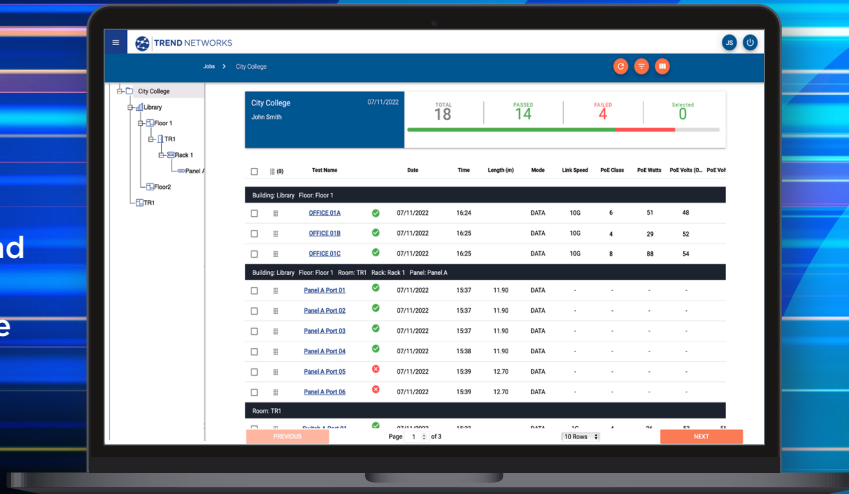 TREND NETWORKS
JS
Jobs > City College
City College
Library
Floor 1
TR1
Rack 1
Panel A
Floor2
TR1
City College 07/11/2022
John Smith
TOTAL
18
PASSED
14
FAILED
4
Selected
0
(0) Test Name Date Time Length (m) Mode Link Speed PoE Class PoE Watts PoE Volts (O... PoE Vol
Building: Library Floor: Floor 1
OFFICE 01A 07/11/2022 16:24 DATA 10G 6 51 48
OFFICE 01B 07/11/2022 16:25 DATA 10G 4 29 52
OFFICE 01C 07/11/2022 16:25 DATA 10G 8 88 54
Building: Library Floor: Floor 1 Room: TR1 Rack: Rack 1 Panel: Panel A
Panel A Port 01 07/11/2022 15:37 11.90 DATA - - - -
Panel A Port 02 07/11/2022 15:37 11.90 DATA - - - -
Panel A Port 03 07/11/2022 15:37 11.90 DATA - - - -
Panel A Port 04 07/11/2022 15:38 11.90 DATA - - - -
Panel A Port 05 07/11/2022 15:39 12.70 DATA - - - -
Panel A Port 06 07/11/2022 15:39 12.70 DATA - - - -
Room: TR1
PREVIOUS Page 1 of 3 10 Rows NEXT
nd
e